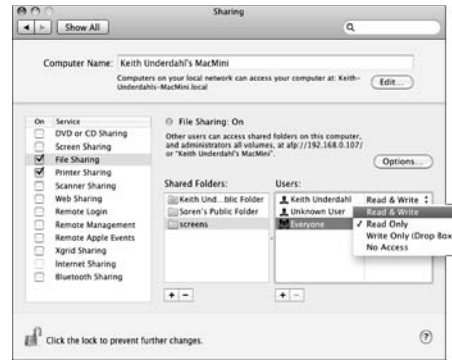 Sharing
Show All
Computer Name: Keith Underdahl's MacMini
Computers on your local network can access your computer at: Keith-
Underdahls-MacMini.local
Edit...
On Service
DVD or CD Sharing
Screen Sharing
File Sharing
Printer Sharing
Scanner Sharing
Web Sharing
Remote Login
Remote Management
Remote Apple Events
Xgrid Sharing
Internet Sharing
Bluetooth Sharing
File Sharing: On
Other users can access shared folders on this computer,
and administrators all volumes, at afp://192.168.0.107/
or "Keith Underdahl's MacMini".
Options...
Shared Folders:
Keith Und...blic Folder
Soren's Public Folder
screens
Users:
Keith Underdahl Read & Write
Unknown User Read & Write
Everyone ✓ Read Only
Write Only (Drop Box
No Access
+ −
+ −
Click the lock to prevent further changes.
?